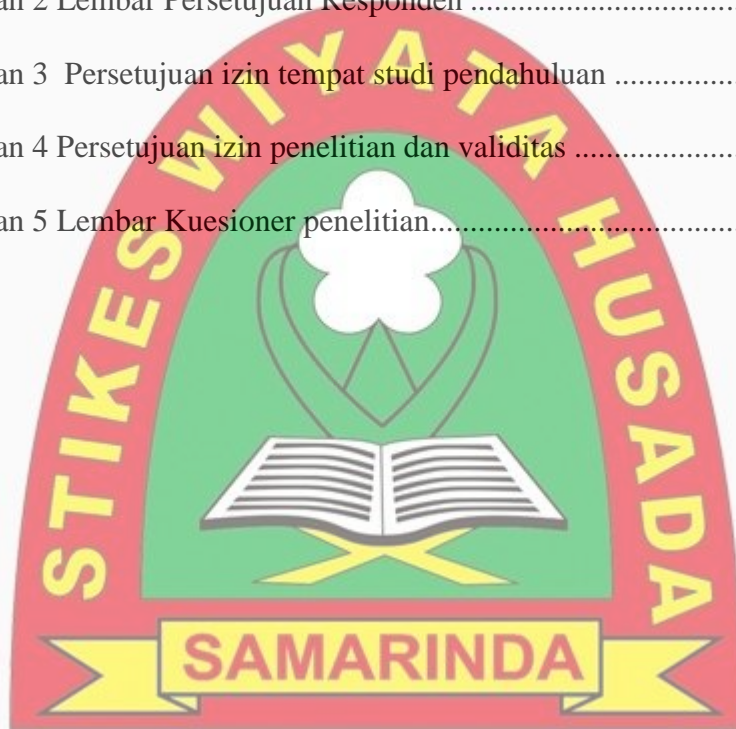 an 2 Lembar Persetujuan Responden ....................................
an 3  Persetujuan izin tempat studi pendahuluan ..................
an 4 Persetujuan izin penelitian dan validitas .......................
an 5 Lembar Kuesioner penelitian............................................
STIKES WIYATA HUSADA
SAMARINDA